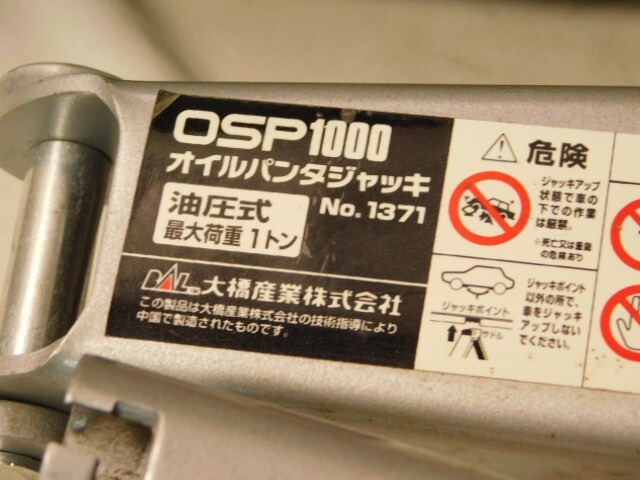 OSP1000
オイルパンタジャッキ
油圧式
最大荷重1トン
No.1371
BAL
大橋産業株式会社
この製品は大橋産業株式会社の技術指導により
中国で製造されたものです。
危険
ジャッキアップ
状態で車の
下での作業
は厳禁。
※死亡又は重傷
の危険あり
ジャッキポイント
サドル
ジャッキポイント
以外の所で、
車をジャッキ
アップしない
でください。